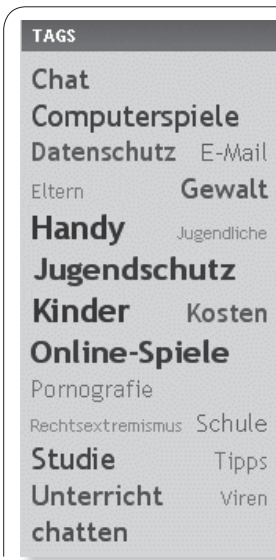 TAGS
Chat
Computerspiele
Datenschutz E-Mail
Eltern Gewalt
Handy Jugendliche
Jugendschutz
Kinder Kosten
Online-Spiele
Pornografie
Rechtsextremismus Schule
Studie Tipps
Unterricht Viren
chatten